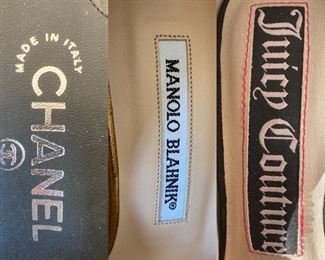 MADE IN ITALY
CHANEL
MANOLO BLAHNIK®
Juicy Couture